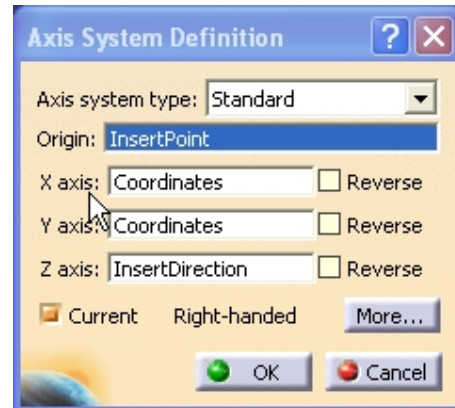 Axis System Definition
Axis system type: Standard
Origin: InsertPoint
X axis: Coordinates Reverse
Y axis: Coordinates Reverse
Z axis: InsertDirection Reverse
Current Right-handed More...
OK Cancel